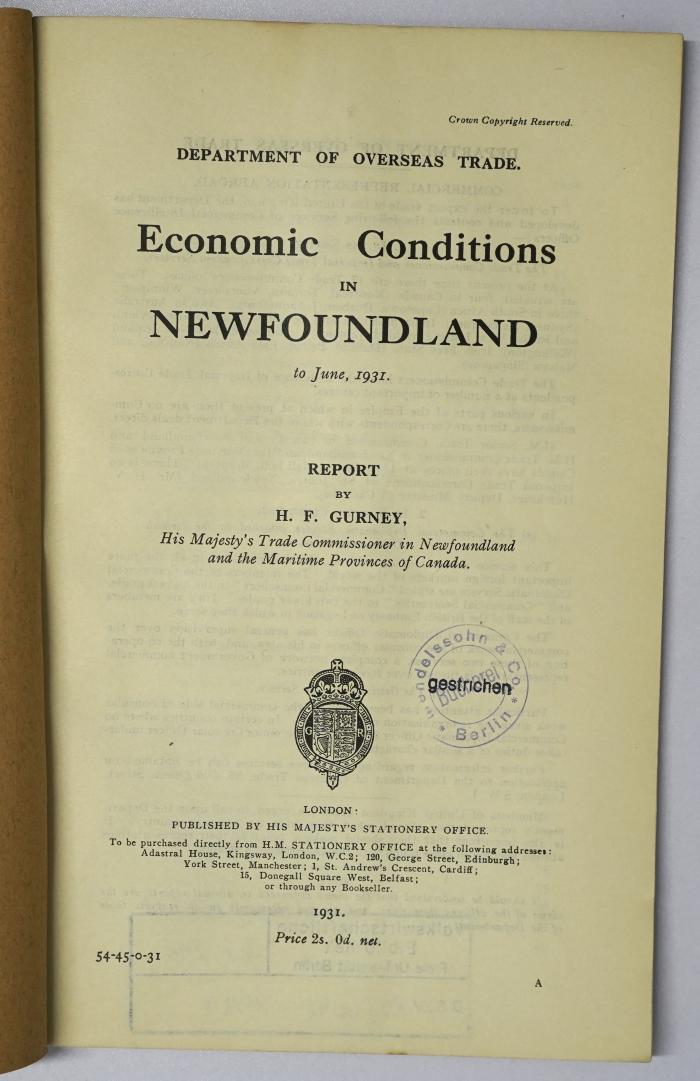 Crown Copyright Reserved.
DEPARTMENT OF OVERSEAS TRADE.
Economic Conditions
IN
NEWFOUNDLAND
to June, 1931.
REPORT
BY
H. F. GURNEY,
His Majesty's Trade Commissioner in Newfoundland
and the Maritime Provinces of Canada.
Mendelssohn & Co
Bücherei
gestrichen
* Berlin *
G R
LONDON:
PUBLISHED BY HIS MAJESTY'S STATIONERY OFFICE.
To be purchased directly from H.M. STATIONERY OFFICE at the following addresses:
Adastral House, Kingsway, London, W.C.2; 120, George Street, Edinburgh;
York Street, Manchester; 1, St. Andrew's Crescent, Cardiff;
15, Donegall Square West, Belfast;
or through any Bookseller.
1931.
Price 2s. 0d. net.
54-45-0-31
A